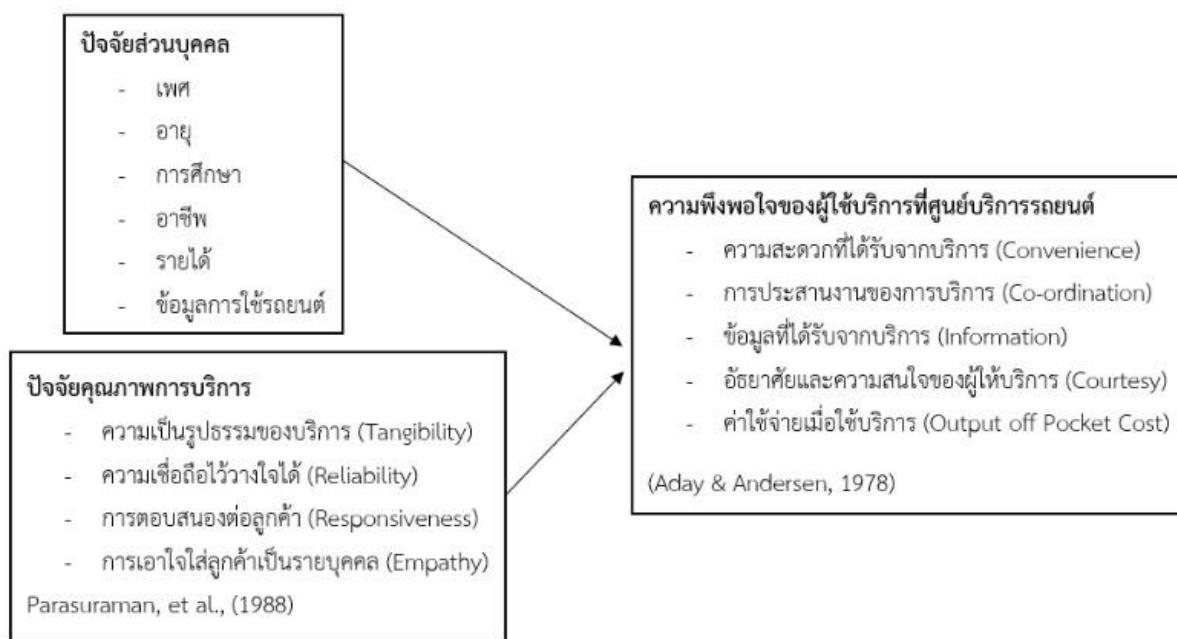 ปัจจัยส่วนบุคคล
- เพศ
- อายุ
- การศึกษา
- อาชีพ
- รายได้
- ข้อมูลการใช้รถยนต์
ปัจจัยคุณภาพการบริการ
- ความเป็นรูปธรรมของบริการ (Tangibility)
- ความเชื่อถือไว้วางใจได้ (Reliability)
- การตอบสนองต่อลูกค้า (Responsiveness)
- การเอาใจใส่ลูกค้าเป็นรายบุคคล (Empathy)
Parasuraman, et al., (1988)
ความพึงพอใจของผู้ใช้บริการที่ศูนย์บริการรถยนต์
- ความสะดวกที่ได้รับจากบริการ (Convenience)
- การประสานงานของการบริการ (Co-ordination)
- ข้อมูลที่ได้รับจากบริการ (Information)
- อัธยาศัยและความสนใจของผู้ให้บริการ (Courtesy)
- ค่าใช้จ่ายเมื่อใช้บริการ (Output off Pocket Cost)
(Aday & Andersen, 1978)